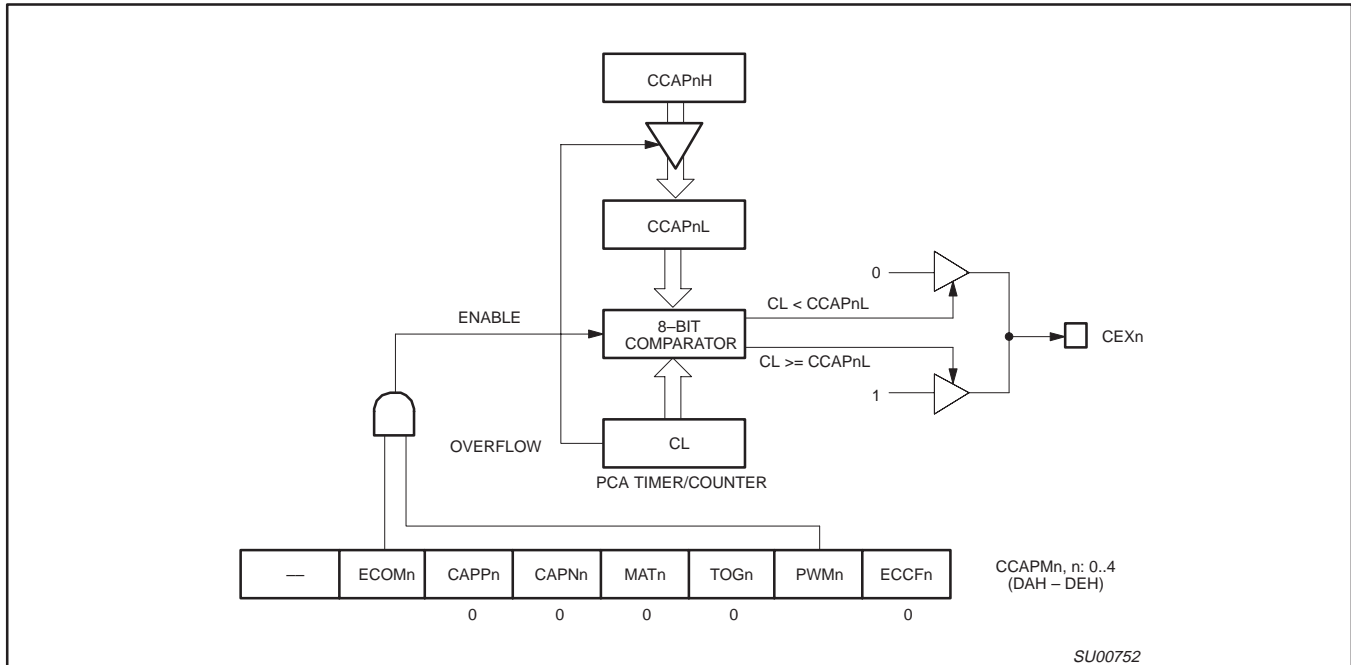 CCAPnH
CCAPnL
0
CL < CCAPnL
ENABLE
8–BIT
COMPARATOR
CEXn
CL >= CCAPnL
1
OVERFLOW
CL
PCA TIMER/COUNTER
— ECOMn CAPPn CAPNn MATn TOGn PWMn ECCFn
CCAPMn, n: 0..4
(DAH – DEH)
0 0 0 0 0
SU00752